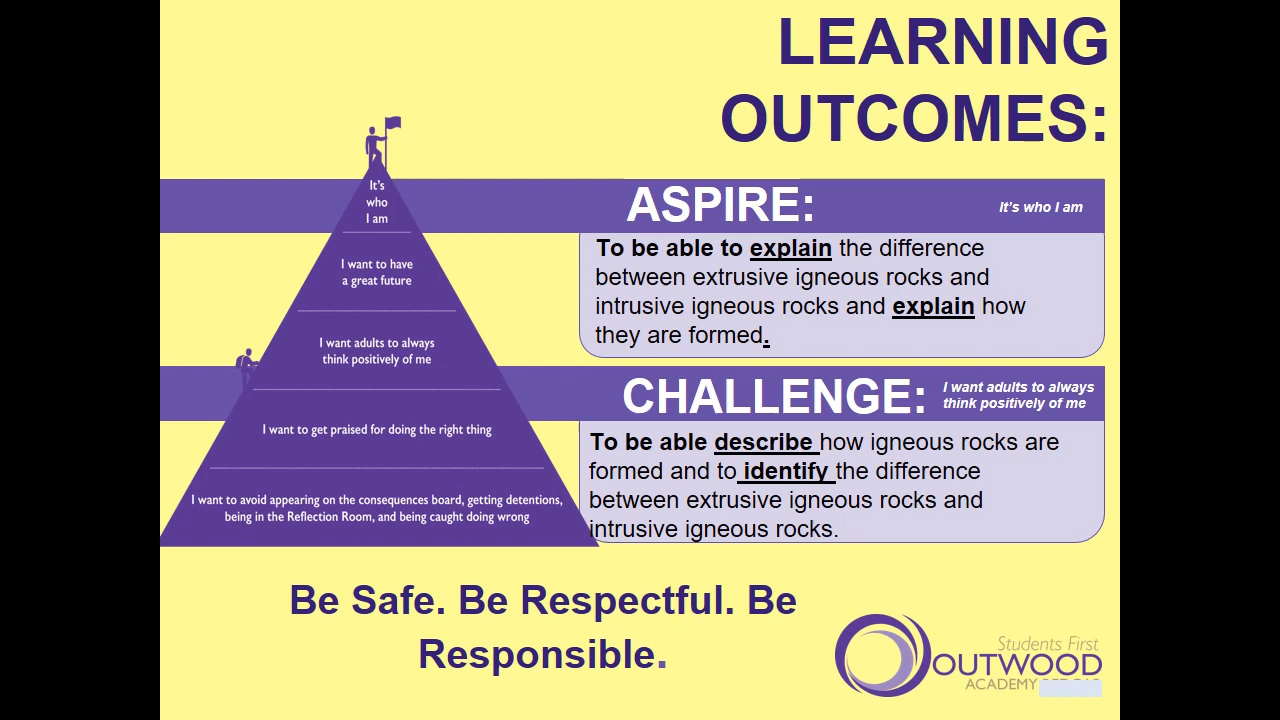 LEARNING
OUTCOMES:
It's
who
I am
I want to have
a great future
I want adults to always
think positively of me
I want to get praised for doing the right thing
I want to avoid appearing on the consequences board, getting detentions,
being in the Reflection Room, and being caught doing wrong
ASPIRE:
It's who I am
To be able to explain the difference
between extrusive igneous rocks and
intrusive igneous rocks and explain how
they are formed.
CHALLENGE:
I want adults to always
think positively of me
To be able describe how igneous rocks are
formed and to identify the difference
between extrusive igneous rocks and
intrusive igneous rocks.
Be Safe. Be Respectful. Be
Responsible.
Students First
OUTWOOD
ACADEMY